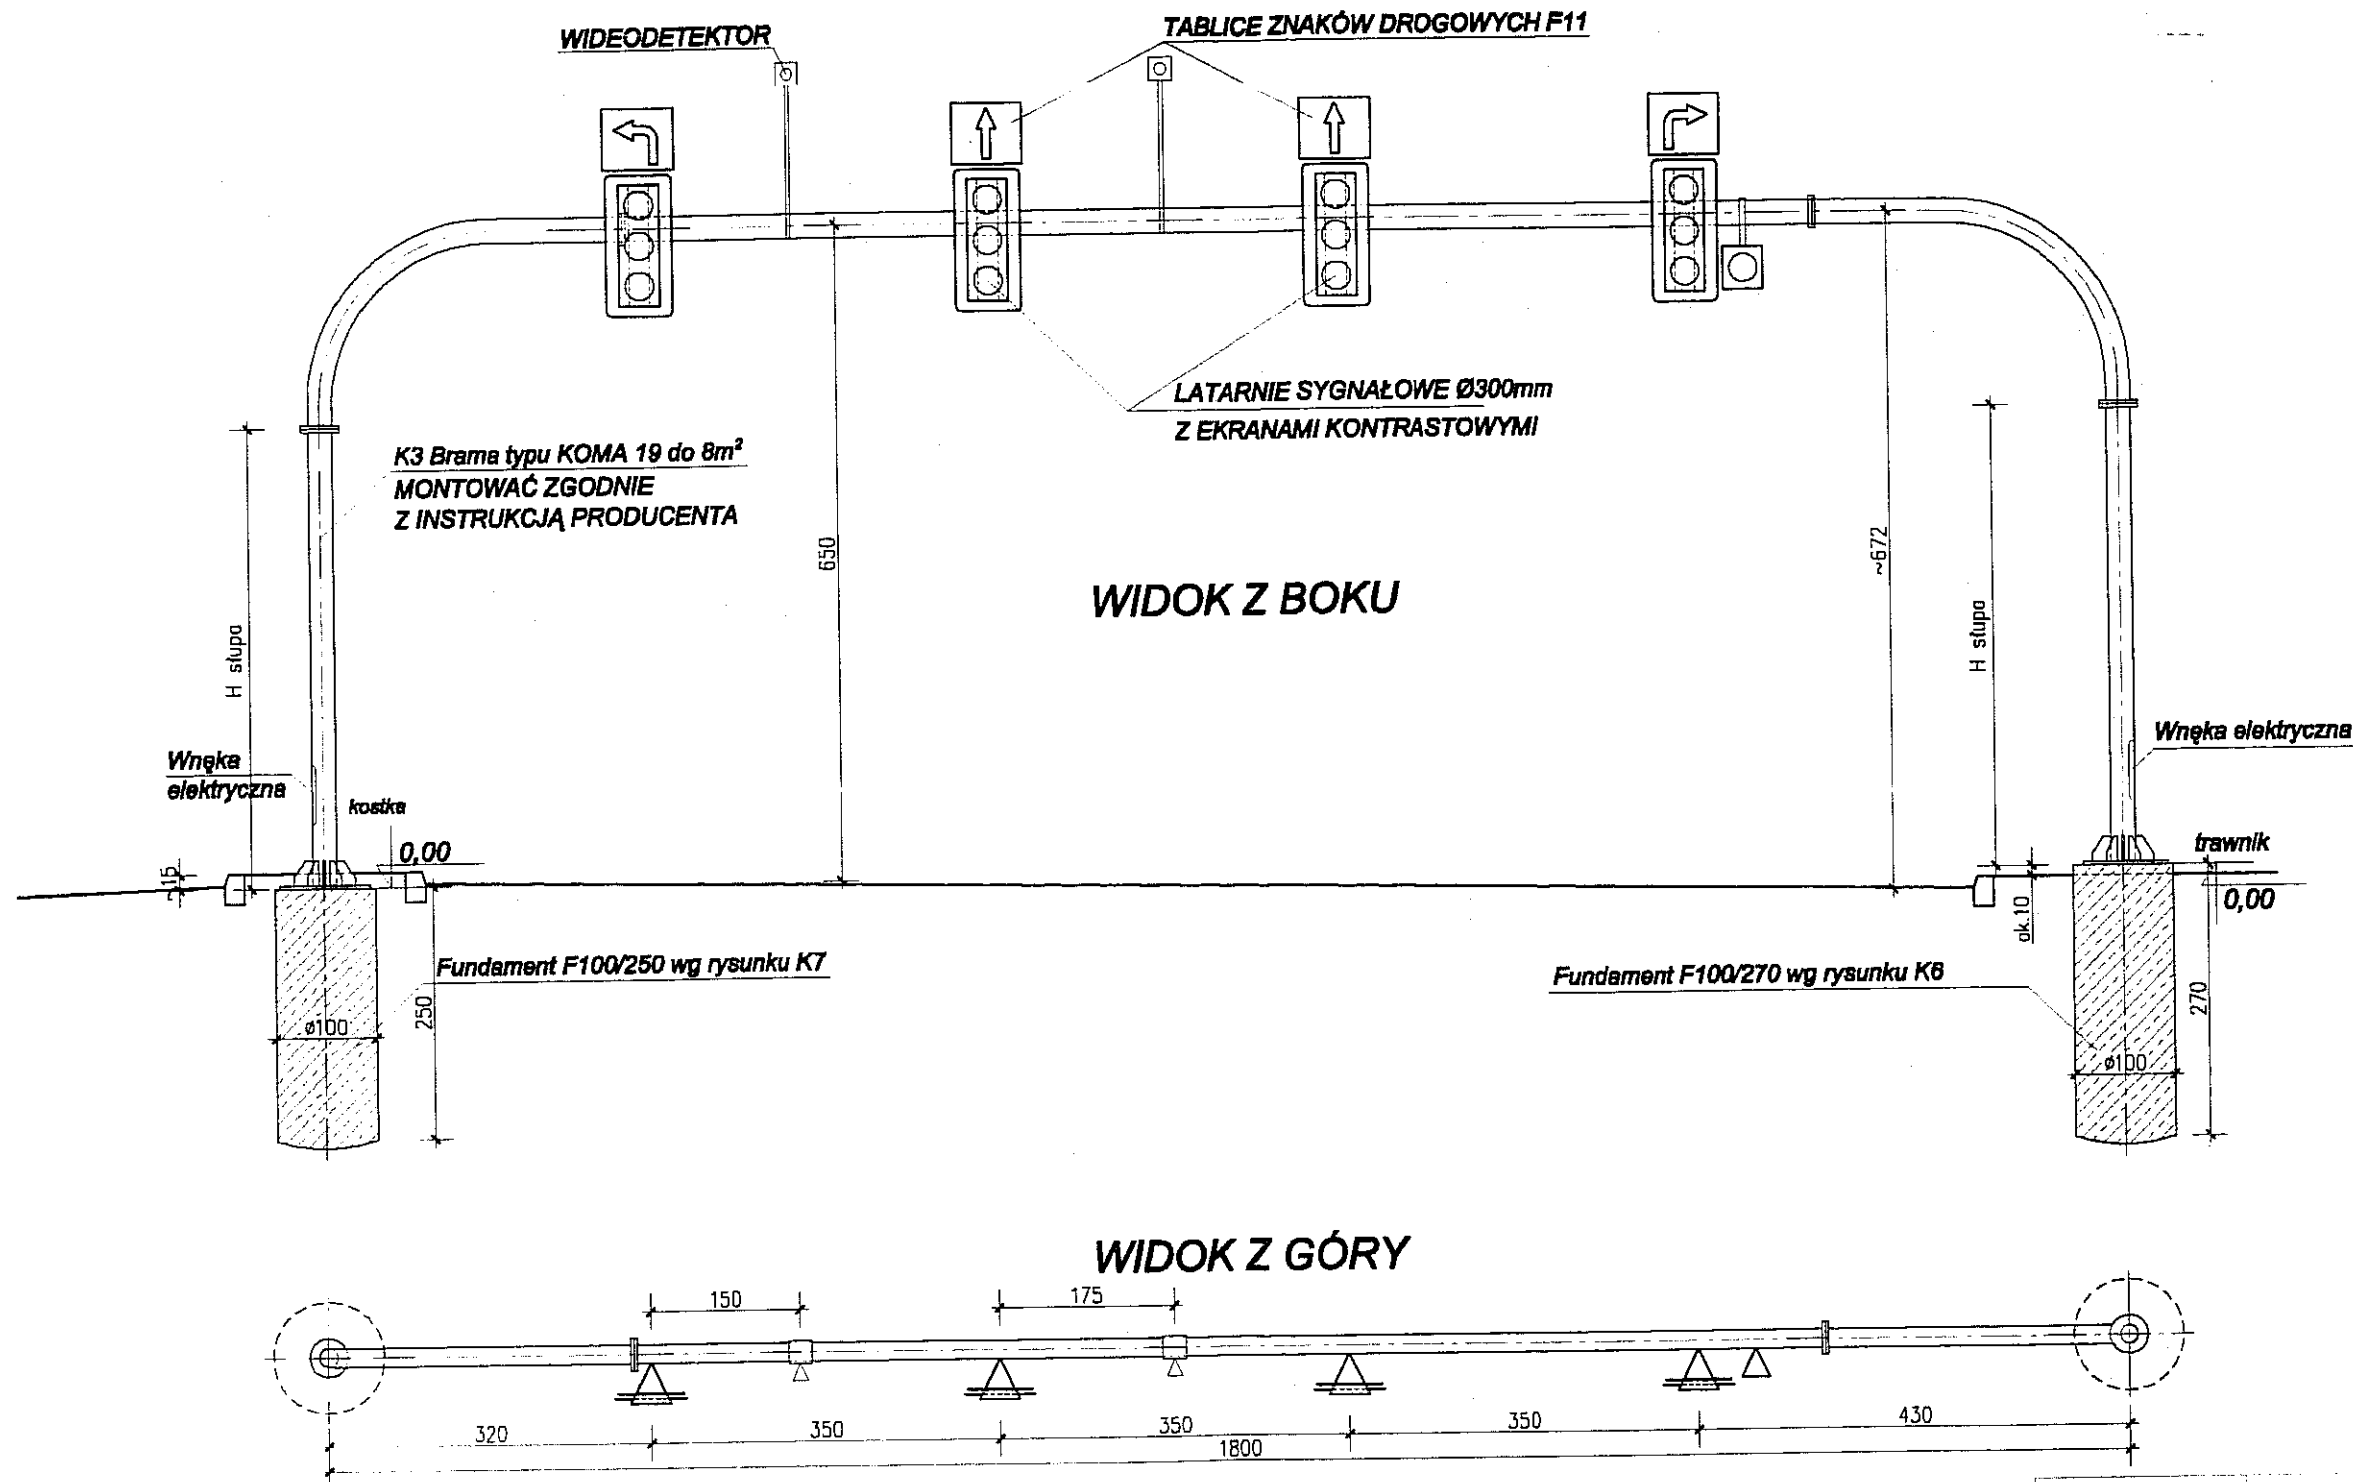 WIDEODETEKTOR
TABLICE ZNAKÓW DROGOWYCH F11
LATARNIE SYGNAŁOWE Ø300mm
Z EKRANAMI KONTRASTOWYMI
K3 Brama typu KOMA 19 do 8m²
MONTOWAĆ ZGODNIE
Z INSTRUKCJĄ PRODUCENTA
650
~672
WIDOK Z BOKU
H słupa
H słupa
Wnęka
elektryczna
Wnęka elektryczna
kostka
0,00
trawnik
0,00
ok.10
Fundament F100/250 wg rysunku K7
Fundament F100/270 wg rysunku K6
250
270
ø100
ø100
WIDOK Z GÓRY
150
175
320
350
350
350
430
1800